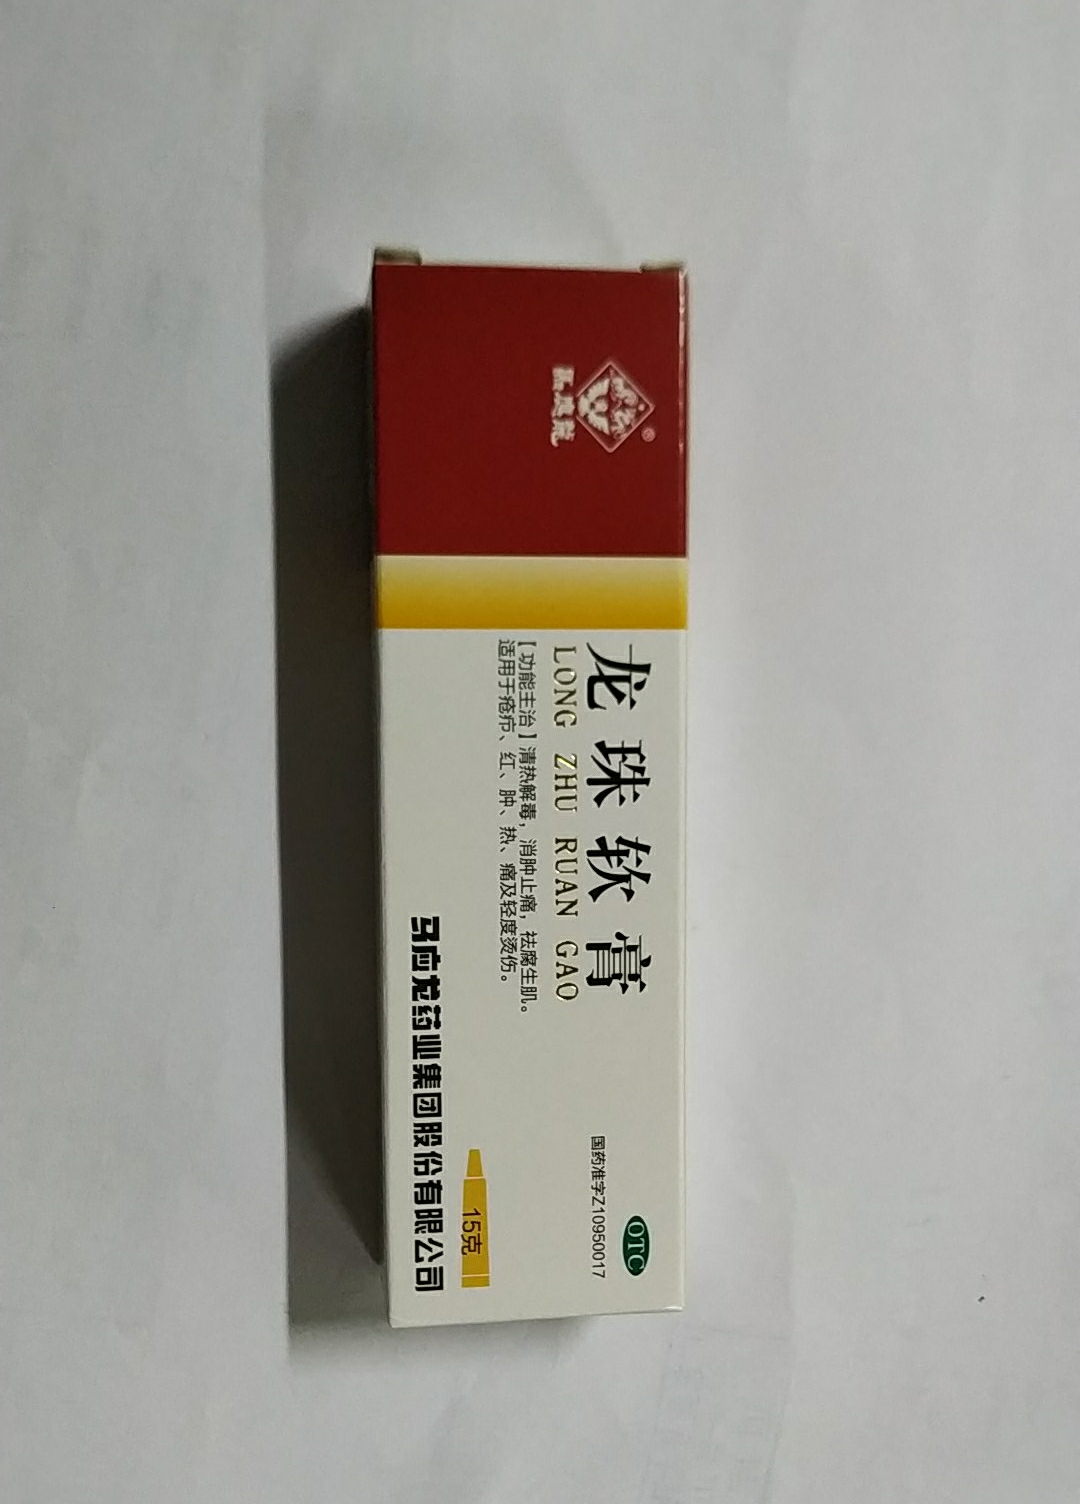 马应龙
®
龙珠软膏
LONG ZHU RUAN GAO
【功能主治】清热解毒，消肿止痛，祛腐生肌。
适用于疮疖、红、肿、热、痛及轻度烫伤。
OTC
国药准字Z10950017
15克
马应龙药业集团股份有限公司